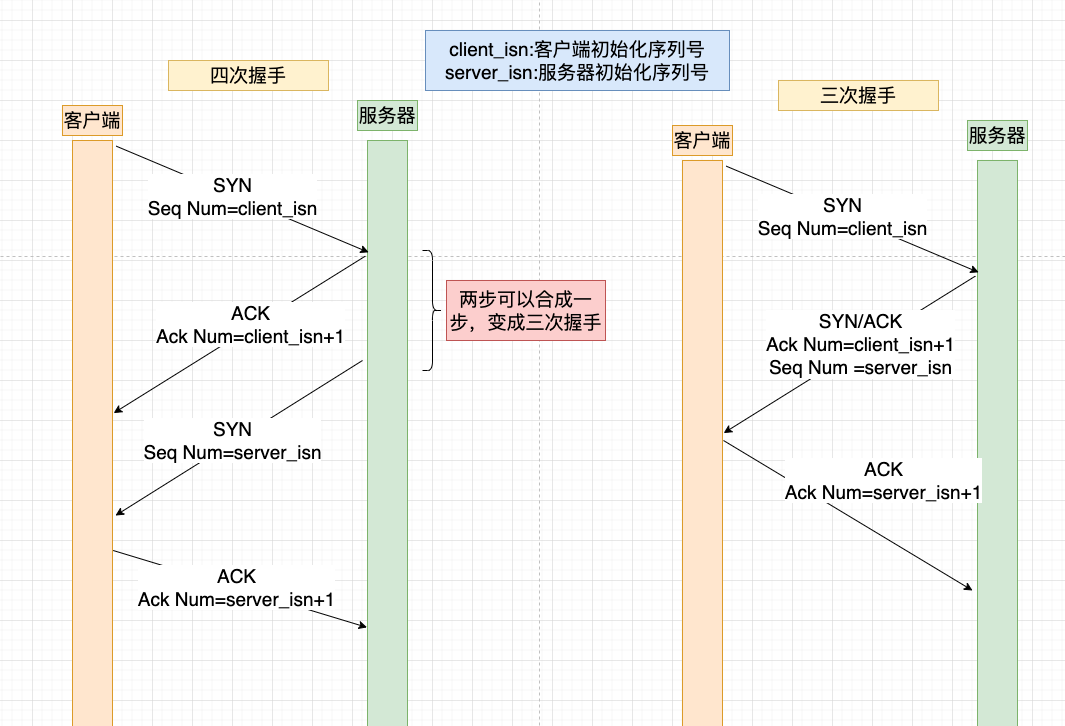 client_isn:客户端初始化序列号
server_isn:服务器初始化序列号
四次握手
客户端
服务器
SYN
Seq Num=client_isn
ACK
Ack Num=client_isn+1
两步可以合成一
步，变成三次握手
SYN
Seq Num=server_isn
ACK
Ack Num=server_isn+1
三次握手
客户端
服务器
SYN
Seq Num=client_isn
SYN/ACK
Ack Num=client_isn+1
Seq Num =server_isn
ACK
Ack Num=server_isn+1